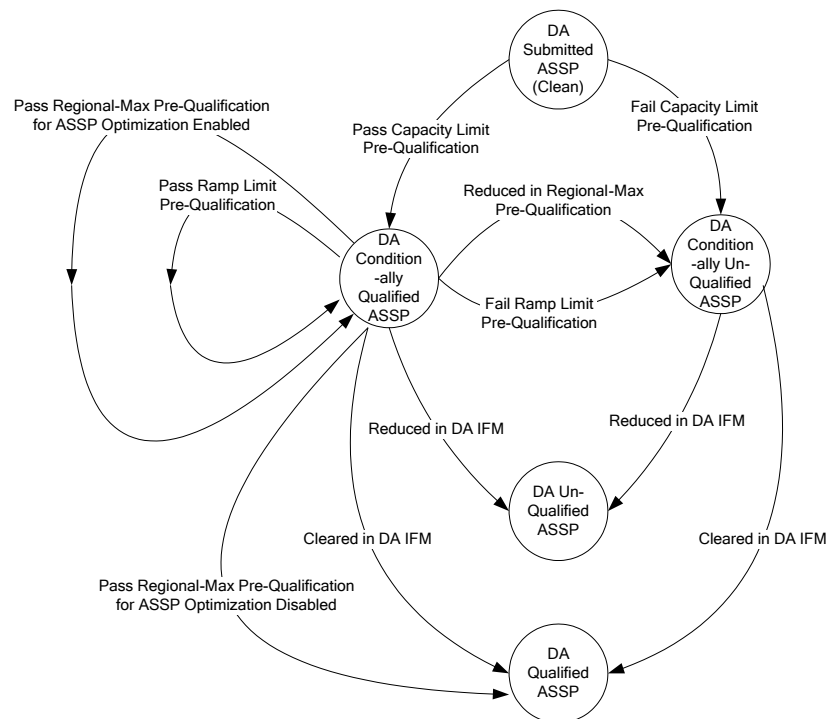 DA
Submitted
ASSP
(Clean)
Pass Regional-Max Pre-Qualification
for ASSP Optimization Enabled
Fail Capacity Limit
Pre-Qualification
Pass Capacity Limit
Pre-Qualification
Pass Ramp Limit
Pre-Qualification
Reduced in Regional-Max
Pre-Qualification
DA
Condition
-ally
Qualified
ASSP
DA
Condition
-ally Un-
Qualified
ASSP
Fail Ramp Limit
Pre-Qualification
Reduced in DA IFM
Reduced in DA IFM
DA Un-
Qualified
ASSP
Cleared in DA IFM
Cleared in DA IFM
Pass Regional-Max Pre-Qualification
for ASSP Optimization Disabled
DA
Qualified
ASSP